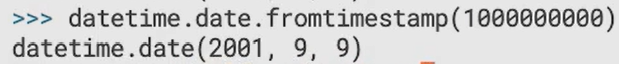 >>> datetime.date.fromtimestamp(1000000000)
datetime.date(2001, 9, 9)